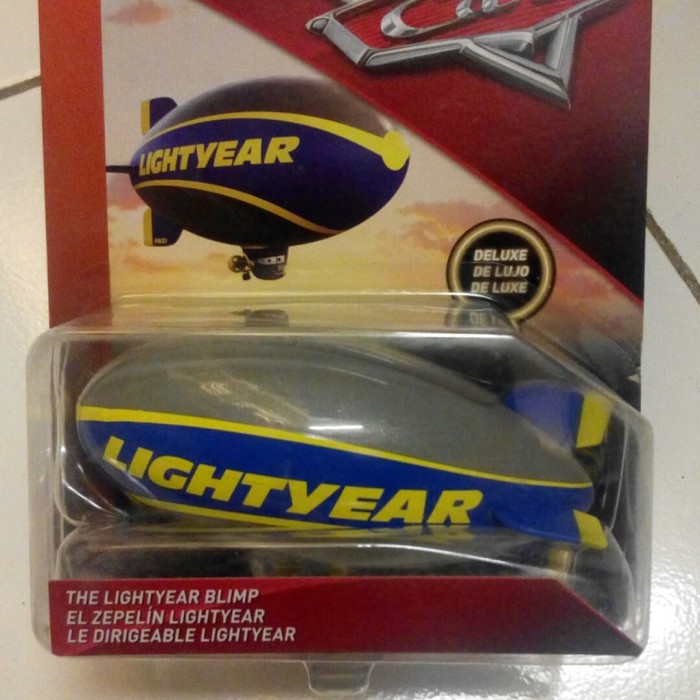 LIGHTYEAR
DELUXE
DE LUJO
DE LUXE
LIGHTYEAR
THE LIGHTYEAR BLIMP
EL ZEPELÍN LIGHTYEAR
LE DIRIGEABLE LIGHTYEAR